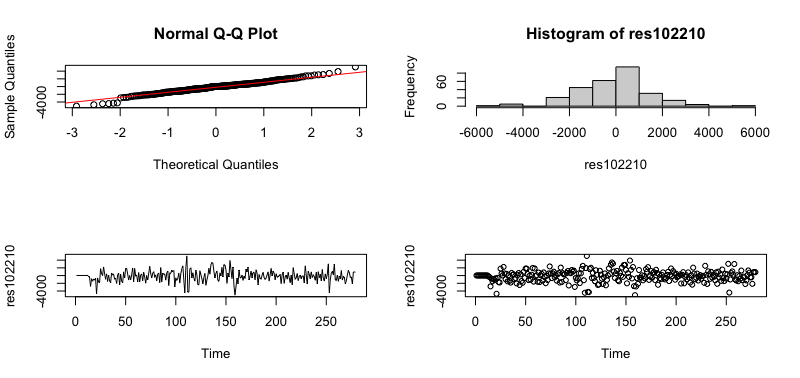 Normal Q-Q Plot
Sample Quantiles
-4000
-3 -2 -1 0 1 2 3
Theoretical Quantiles
Histogram of res102210
Frequency
0 60
-6000 -4000 -2000 0 2000 4000 6000
res102210
res102210
-4000
0 50 100 150 200 250
Time
res102210
-4000
0 50 100 150 200 250
Time